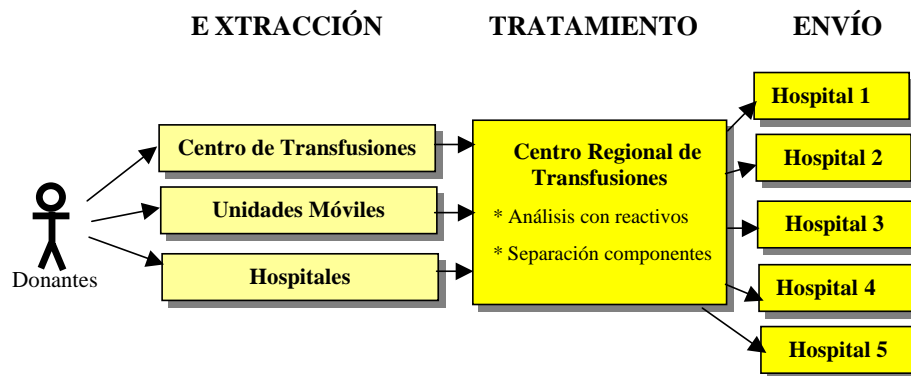 E XTRACCIÓN
TRATAMIENTO
ENVÍO
Donantes
Centro de Transfusiones
Unidades Móviles
Hospitales
Centro Regional de
Transfusiones
* Análisis con reactivos
* Separación componentes
Hospital 1
Hospital 2
Hospital 3
Hospital 4
Hospital 5